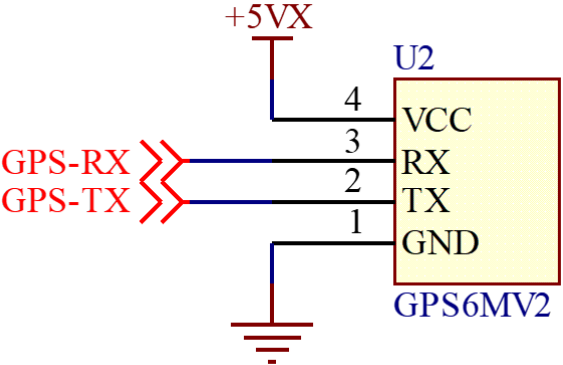 +5VX
U2
4 VCC
GPS-RX 3 RX
GPS-TX 2 TX
1 GND
GPS6MV2